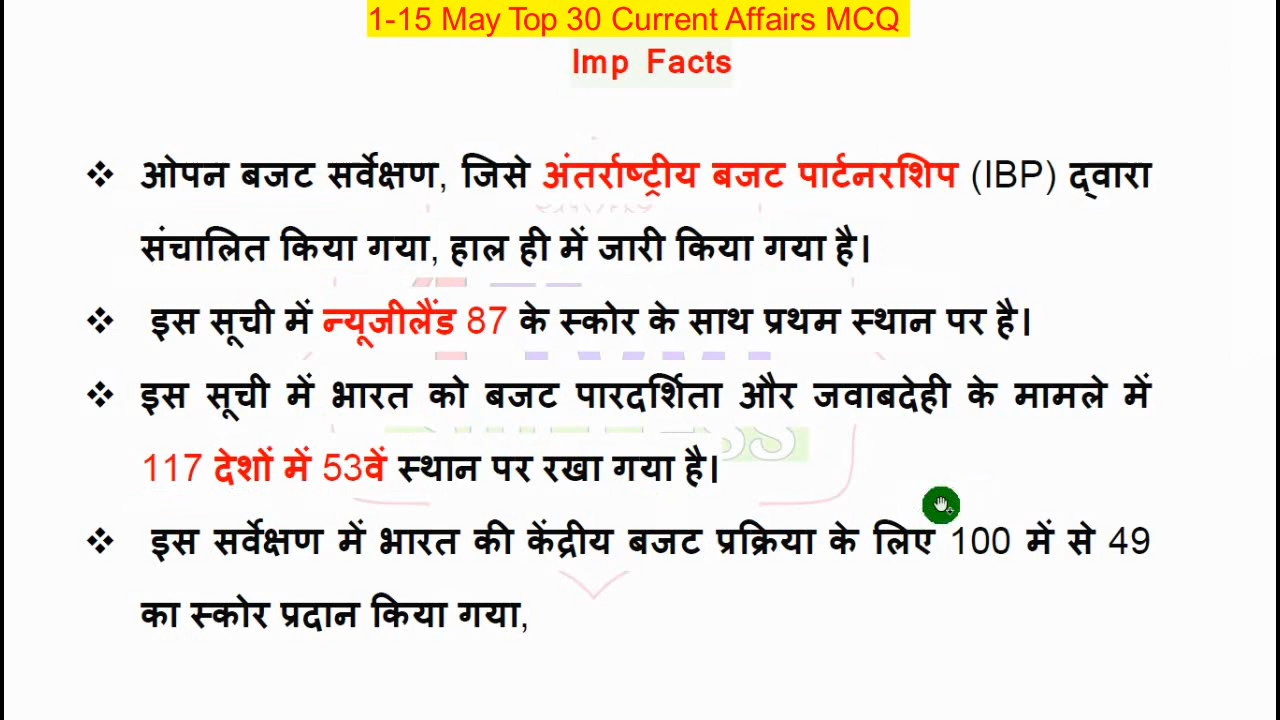 1-15 May Top 30 Current Affairs MCQ
Imp Facts
❖ ओपन बजट सर्वेक्षण, जिसे अंतर्राष्ट्रीय बजट पार्टनरशिप (IBP) द्वारा
संचालित किया गया, हाल ही में जारी किया गया है।
❖ इस सूची में न्यूजीलैंड 87 के स्कोर के साथ प्रथम स्थान पर है।
❖ इस सूची में भारत को बजट पारदर्शिता और जवाबदेही के मामले में
117 देशों में 53वें स्थान पर रखा गया है।
❖ इस सर्वेक्षण में भारत की केंद्रीय बजट प्रक्रिया के लिए 100 में से 49
का स्कोर प्रदान किया गया,